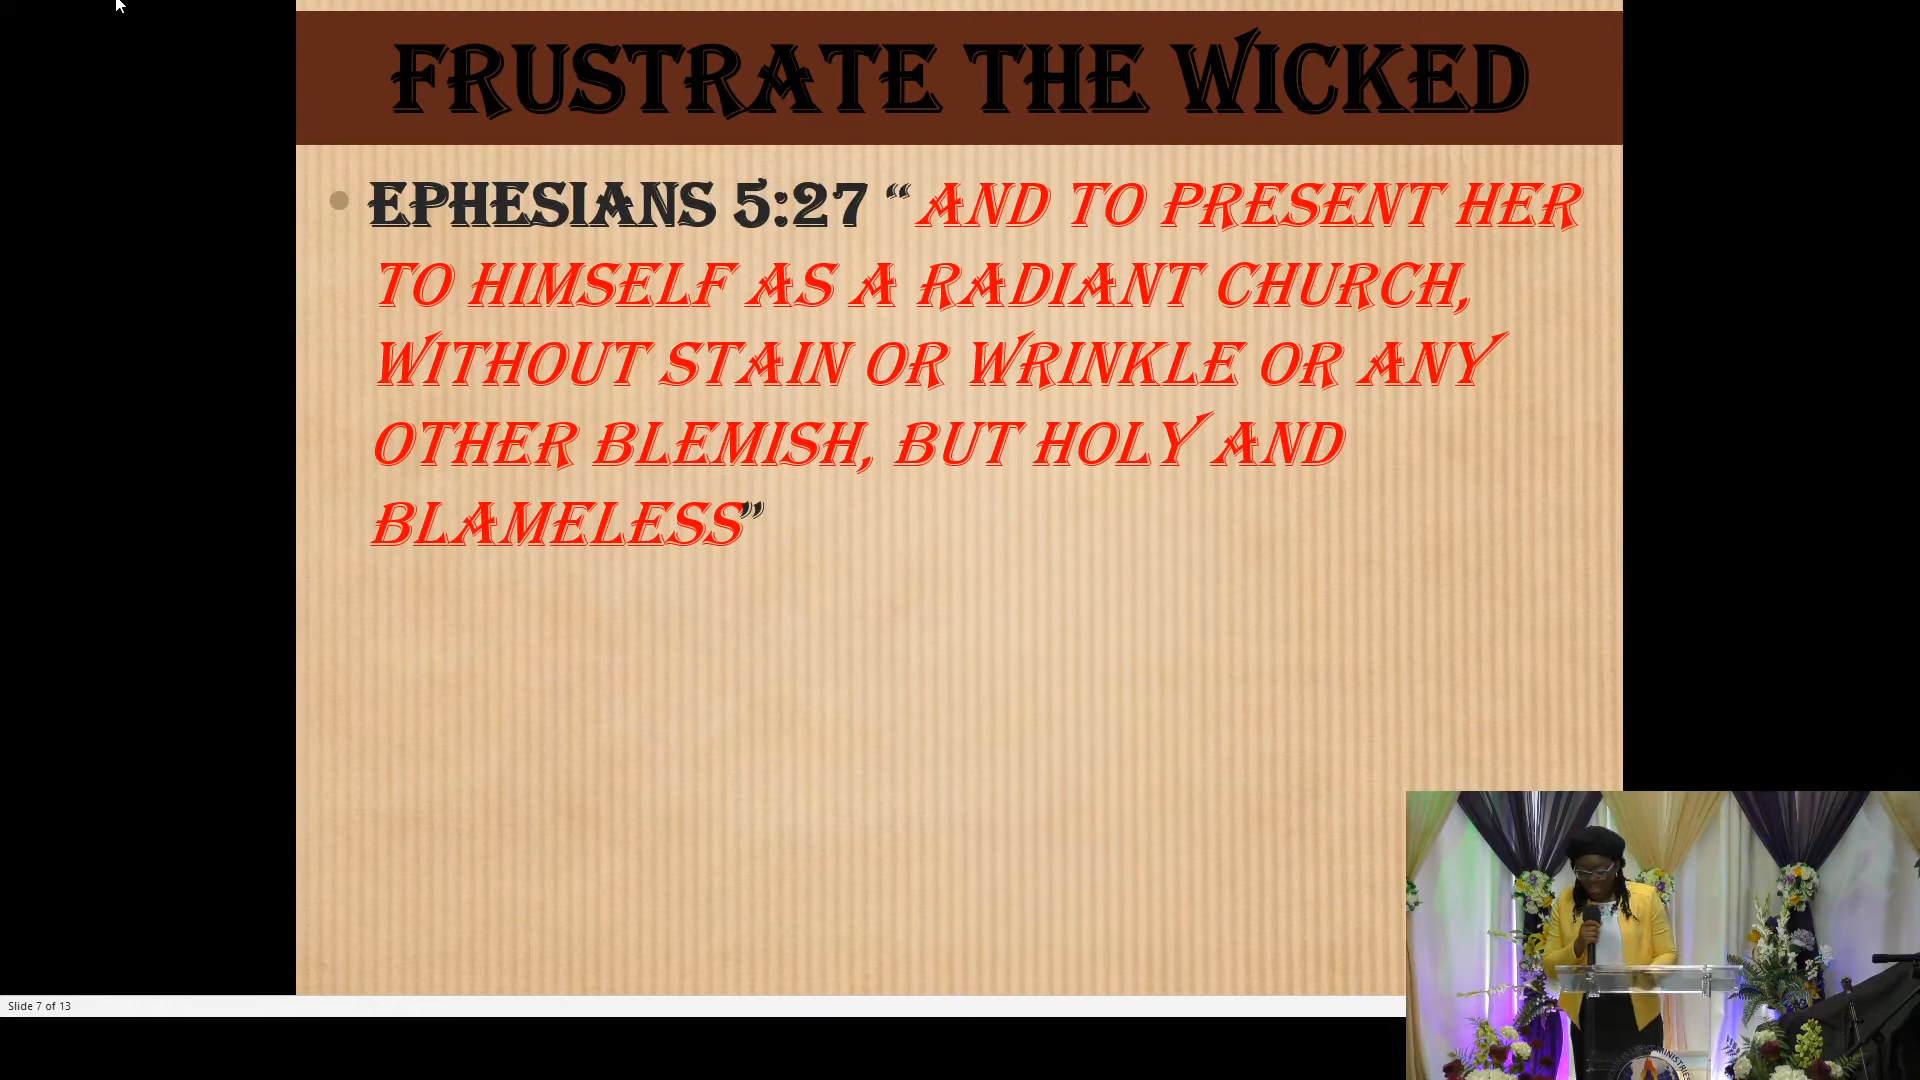 FRUSTRATE THE WICKED
EPHESIANS 5:27 “ AND TO PRESENT HER
TO HIMSELF AS A RADIANT CHURCH,
WITHOUT STAIN OR WRINKLE OR ANY
OTHER BLEMISH, BUT HOLY AND
BLAMELESS”
Slide 7 of 13